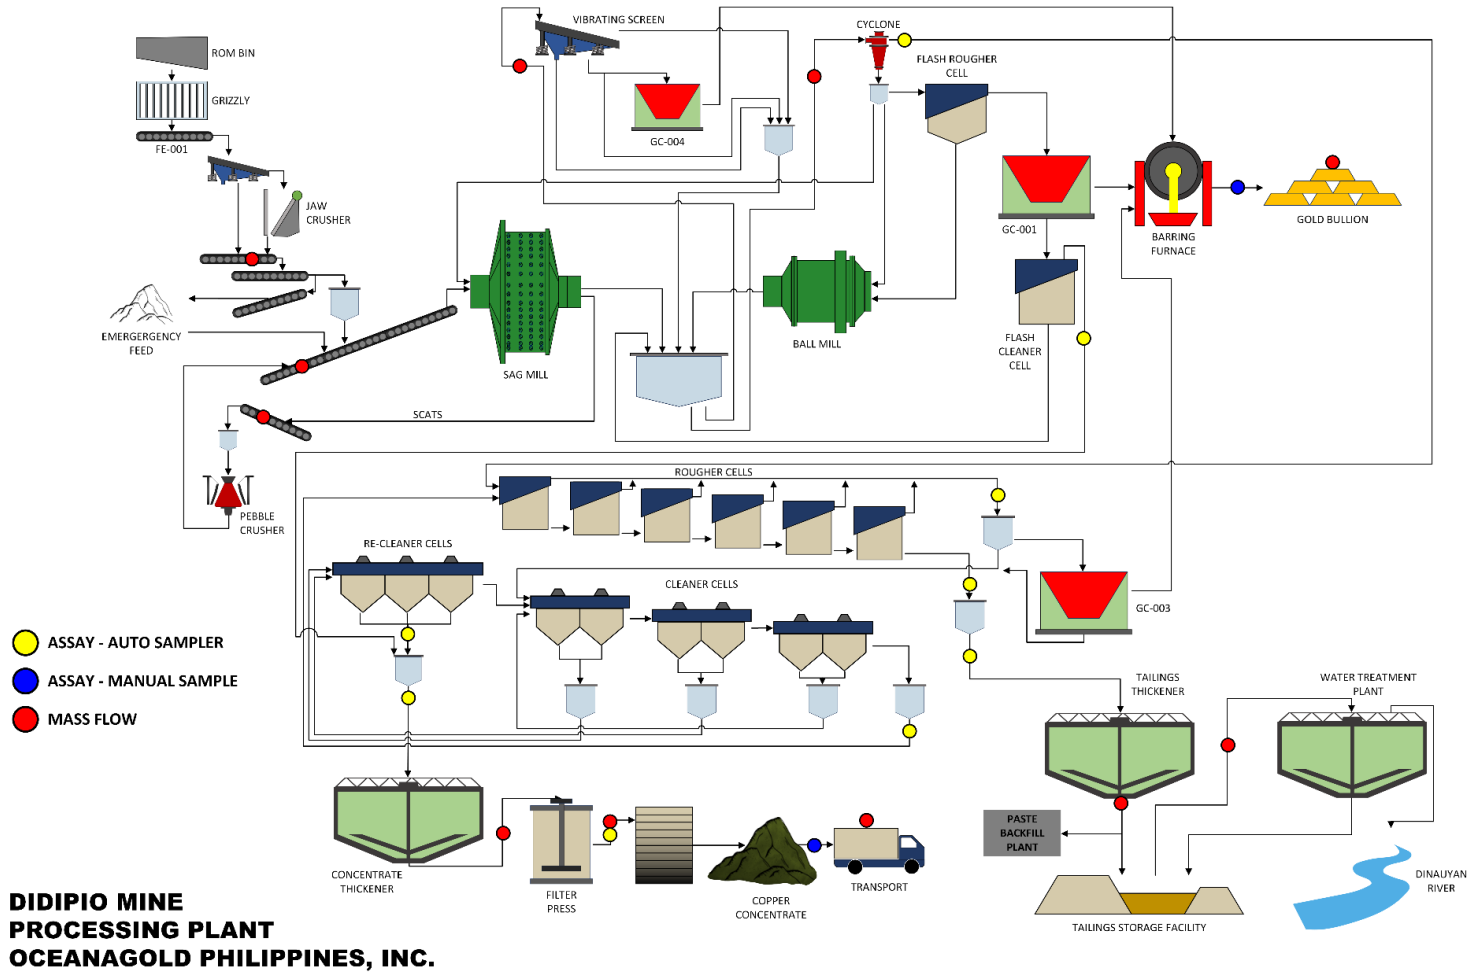 VIBRATING SCREEN
CYCLONE
ROM BIN
FLASH ROUGHER
CELL
GRIZZLY
FE-001
GC-004
JAW
CRUSHER
GC-001
BARRING
FURNACE
GOLD BULLION
EMERGERGENCY
FEED
SAG MILL
BALL MILL
FLASH
CLEANER
CELL
SCATS
ROUGHER CELLS
PEBBLE
CRUSHER
RE-CLEANER CELLS
CLEANER CELLS
GC-003
ASSAY - AUTO SAMPLER
ASSAY - MANUAL SAMPLE
MASS FLOW
TAILINGS
THICKENER
WATER TREATMENT
PLANT
PASTE
BACKFILL
PLANT
CONCENTRATE
THICKENER
FILTER
PRESS
COPPER
CONCENTRATE
TRANSPORT
TAILINGS STORAGE FACILITY
DINAUYAN
RIVER
DIDIPIO MINE
PROCESSING PLANT
OCEANAGOLD PHILIPPINES, INC.